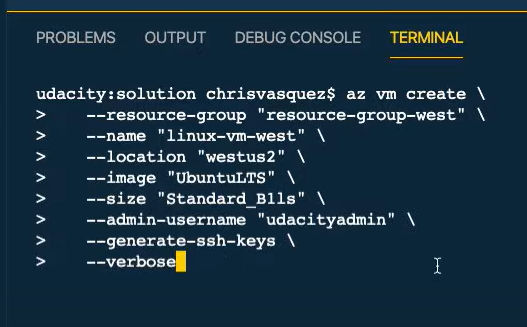 PROBLEMS OUTPUT DEBUG CONSOLE TERMINAL
udacity:solution chrisvasquez$ az vm create \
> --resource-group "resource-group-west" \
> --name "linux-vm-west" \
> --location "westus2" \
> --image "UbuntuLTS" \
> --size "Standard_B1ls" \
> --admin-username "udacityadmin" \
> --generate-ssh-keys \
> --verbose